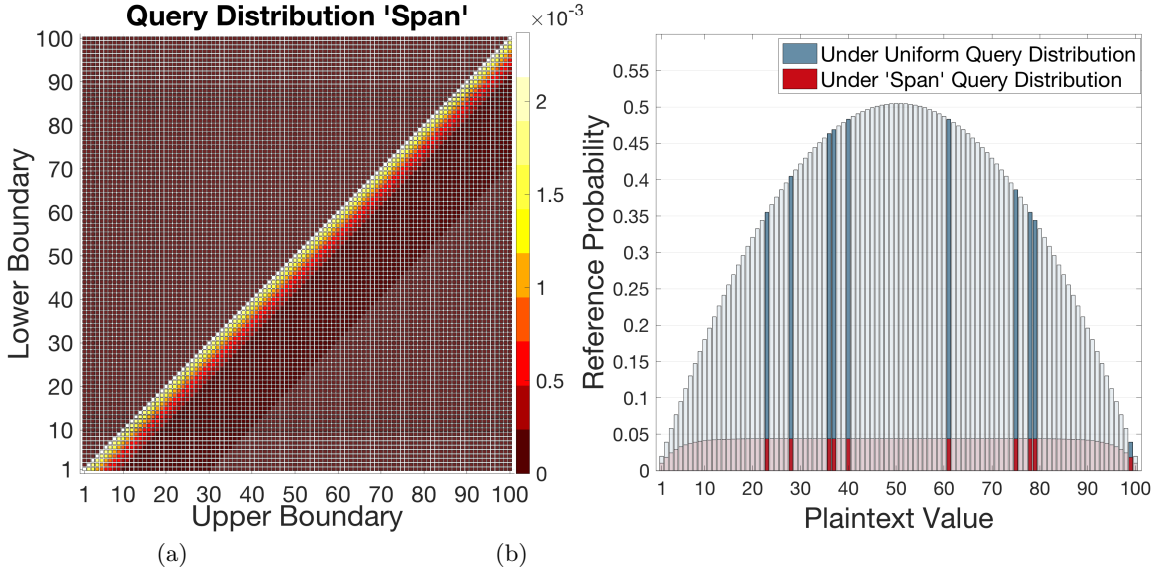 Query Distribution 'Span'
×10⁻³
Lower Boundary
100
90
80
70
60
50
40
30
20
10
1
1 10 20 30 40 50 60 70 80 90 100
Upper Boundary
2
1.5
1
0.5
0
(a)
(b)
Under Uniform Query Distribution
Under 'Span' Query Distribution
Reference Probability
0.55
0.5
0.45
0.4
0.35
0.3
0.25
0.2
0.15
0.1
0.05
0
1 10 20 30 40 50 60 70 80 90 100
Plaintext Value